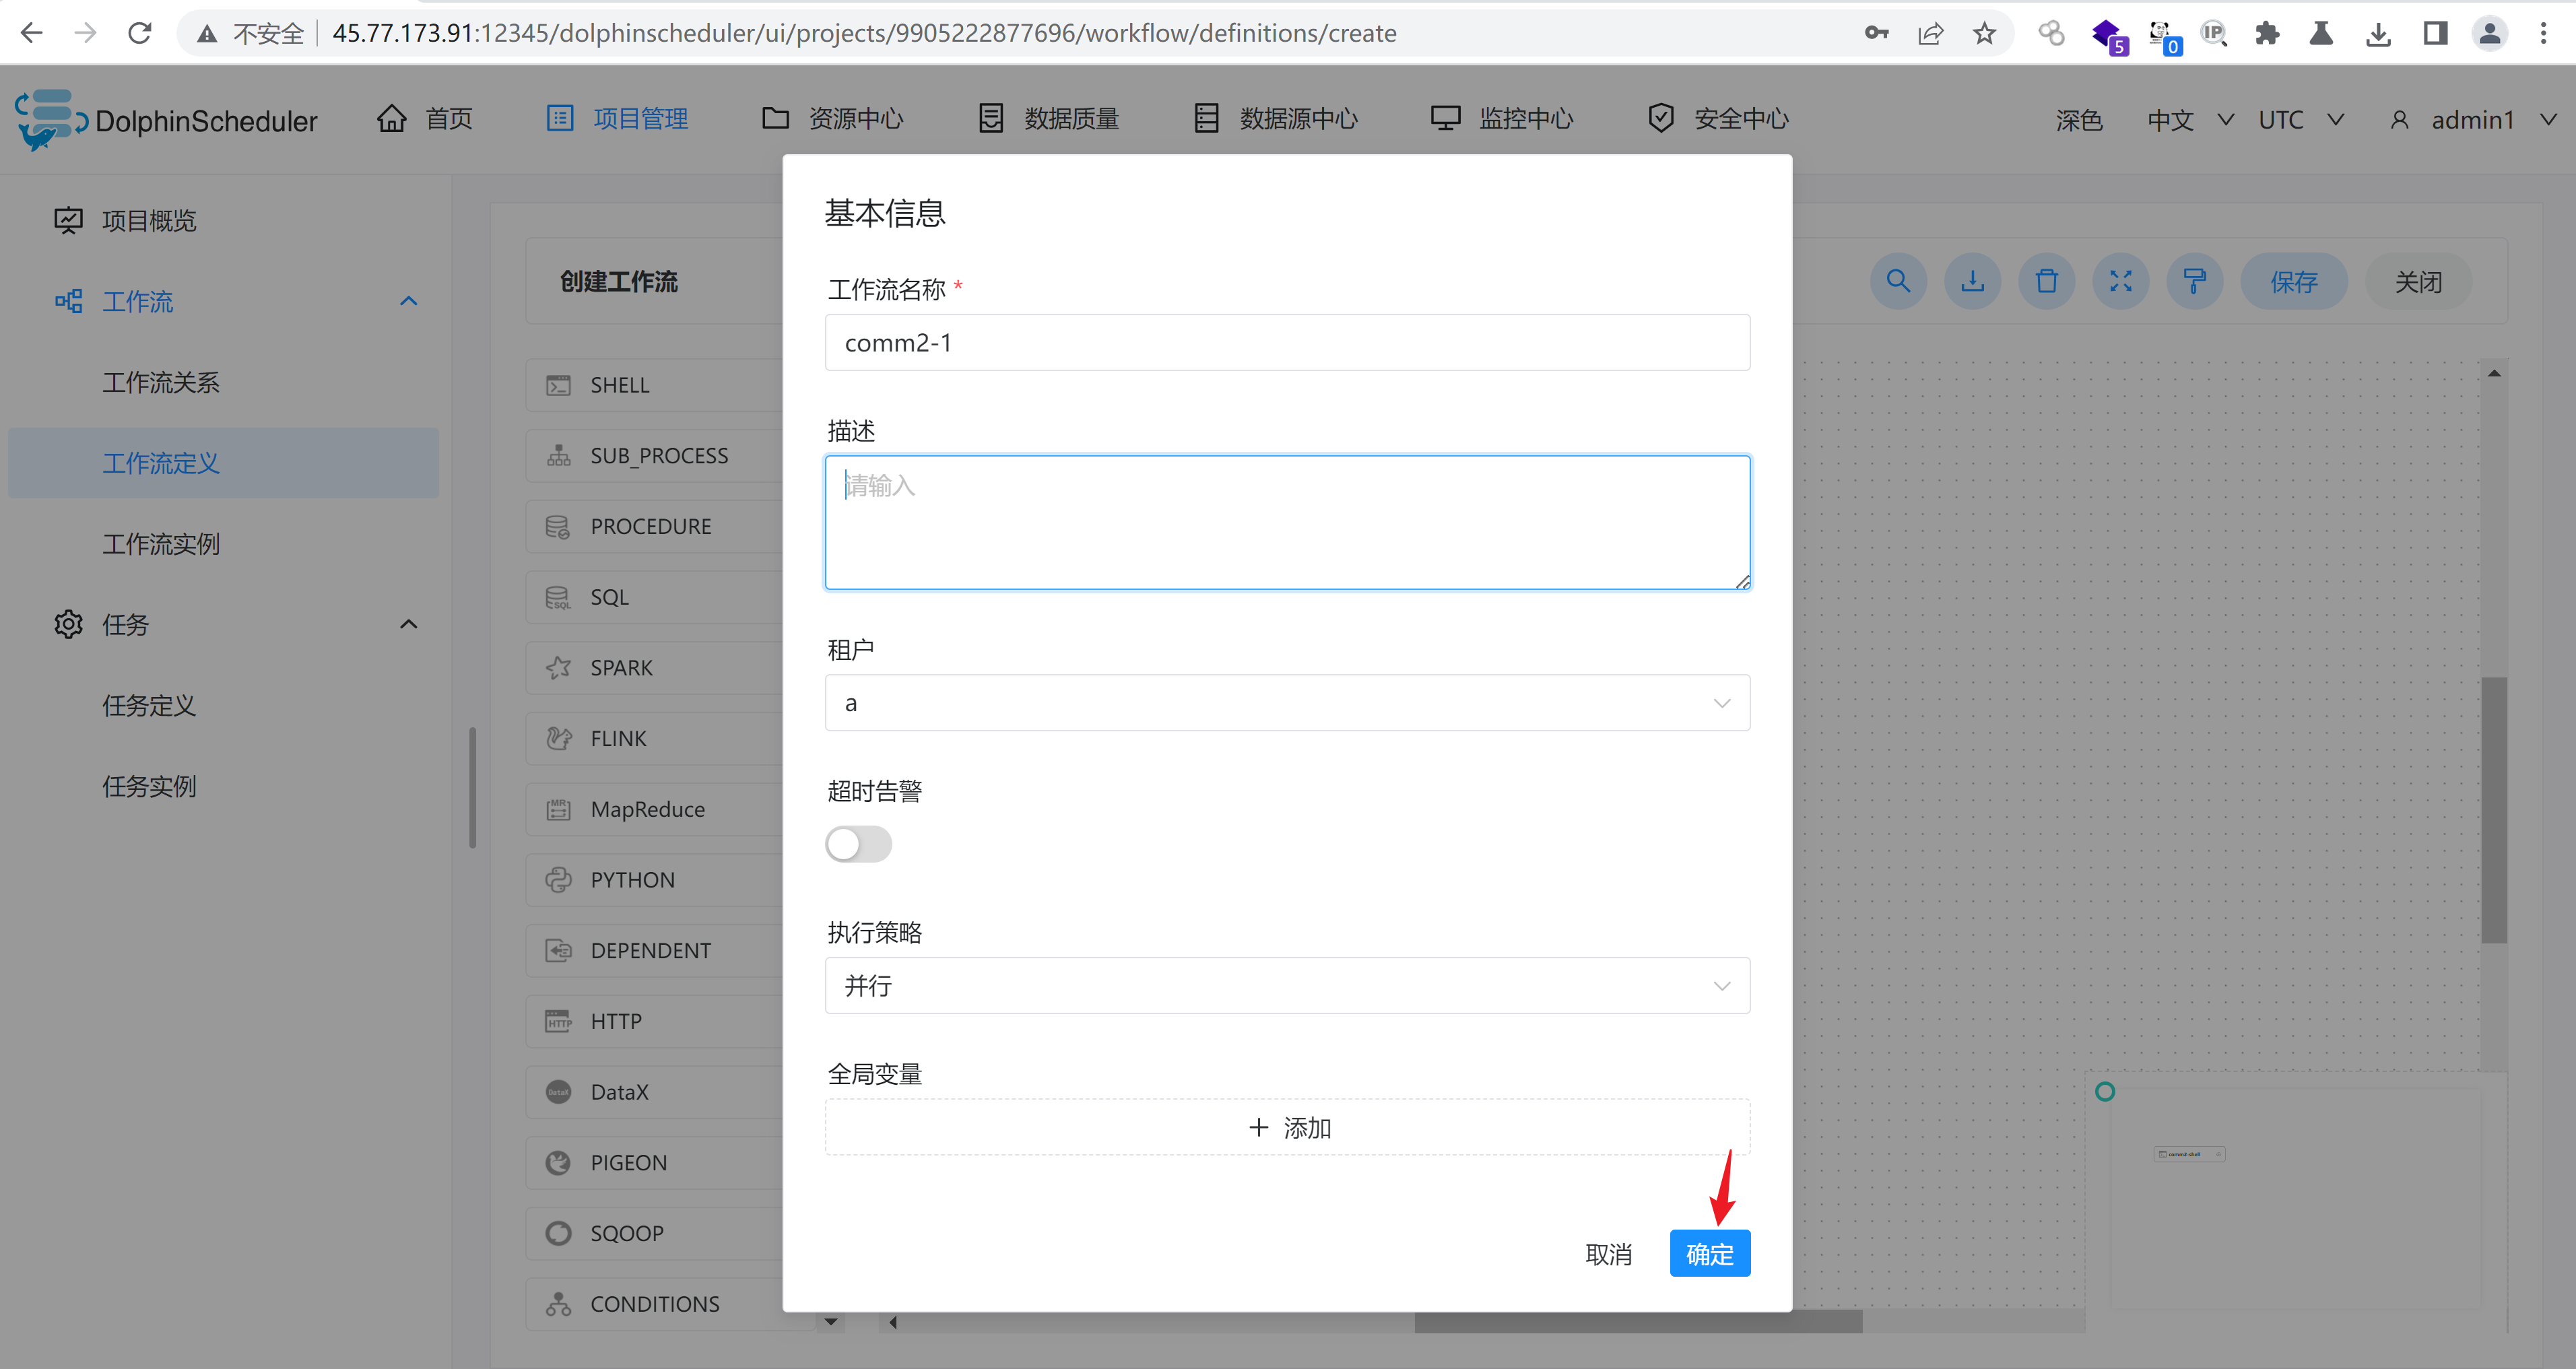 不安全
45.77.173.91:12345/dolphinscheduler/ui/projects/9905222877696/workflow/definitions/create
5
0
IP
DolphinScheduler
首页
项目管理
资源中心
数据质量
数据源中心
监控中心
安全中心
深色
中文
UTC
admin1
项目概览
工作流
工作流关系
工作流定义
工作流实例
任务
任务定义
任务实例
创建工作流
保存
关闭
SHELL
SUB_PROCESS
PROCEDURE
SQL
SPARK
FLINK
MapReduce
PYTHON
DEPENDENT
HTTP
DataX
PIGEON
SQOOP
CONDITIONS
基本信息
工作流名称 *
comm2-1
描述
请输入
租户
a
超时告警
执行策略
并行
全局变量
+ 添加
取消
确定
comm2-shell